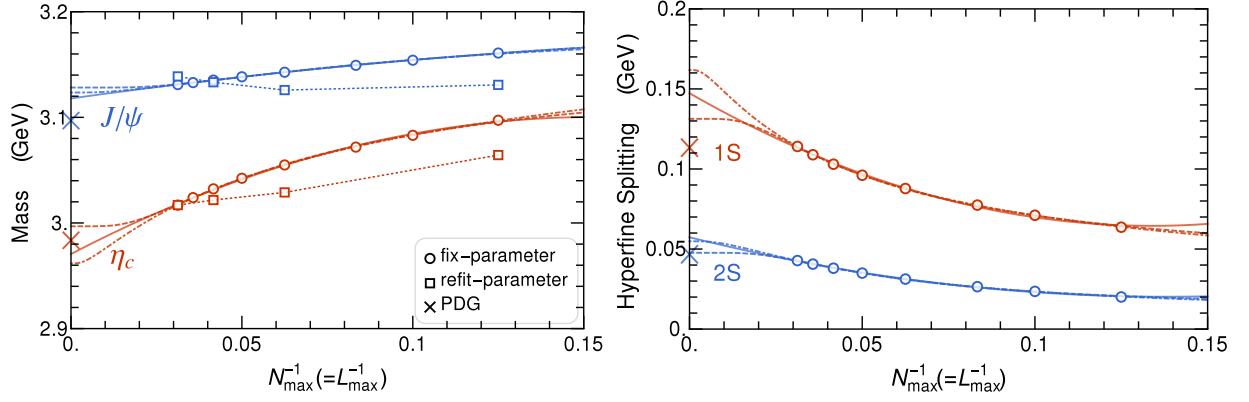 3.2
3.1
3.
2.9
Mass (GeV)
J/ψ
η_c
fix-parameter
refit-parameter
PDG
0. 0.05 0.1 0.15
N_max^-1(=L_max^-1)
0.2
0.15
0.1
0.05
0.
Hyperfine Splitting (GeV)
1S
2S
0. 0.05 0.1 0.15
N_max^-1(=L_max^-1)